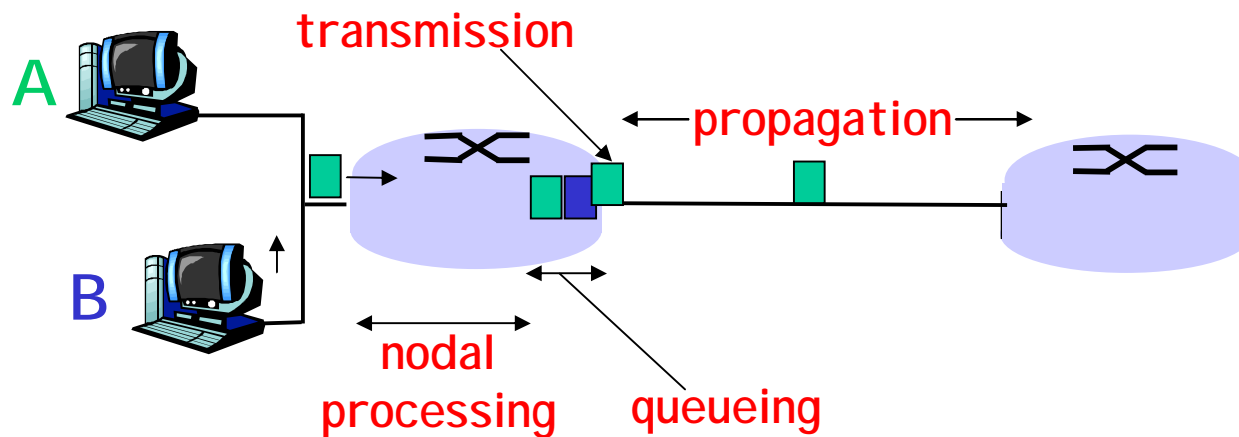 transmission
A
propagation
B
nodal
processing
queueing